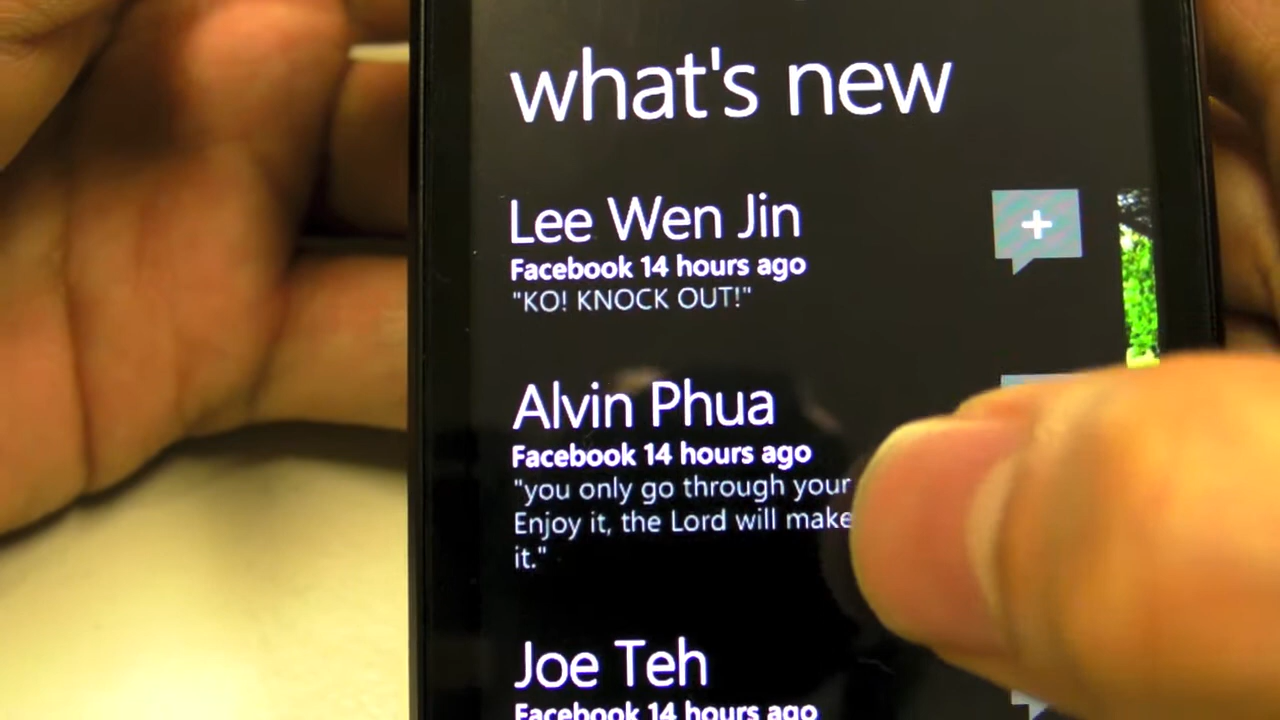 what's new
Lee Wen Jin
Facebook 14 hours ago
"KO! KNOCK OUT!"
Alvin Phua
Facebook 14 hours ago
"you only go through your
Enjoy it, the Lord will make
it."
Joe Teh
Facebook 14 hours ago